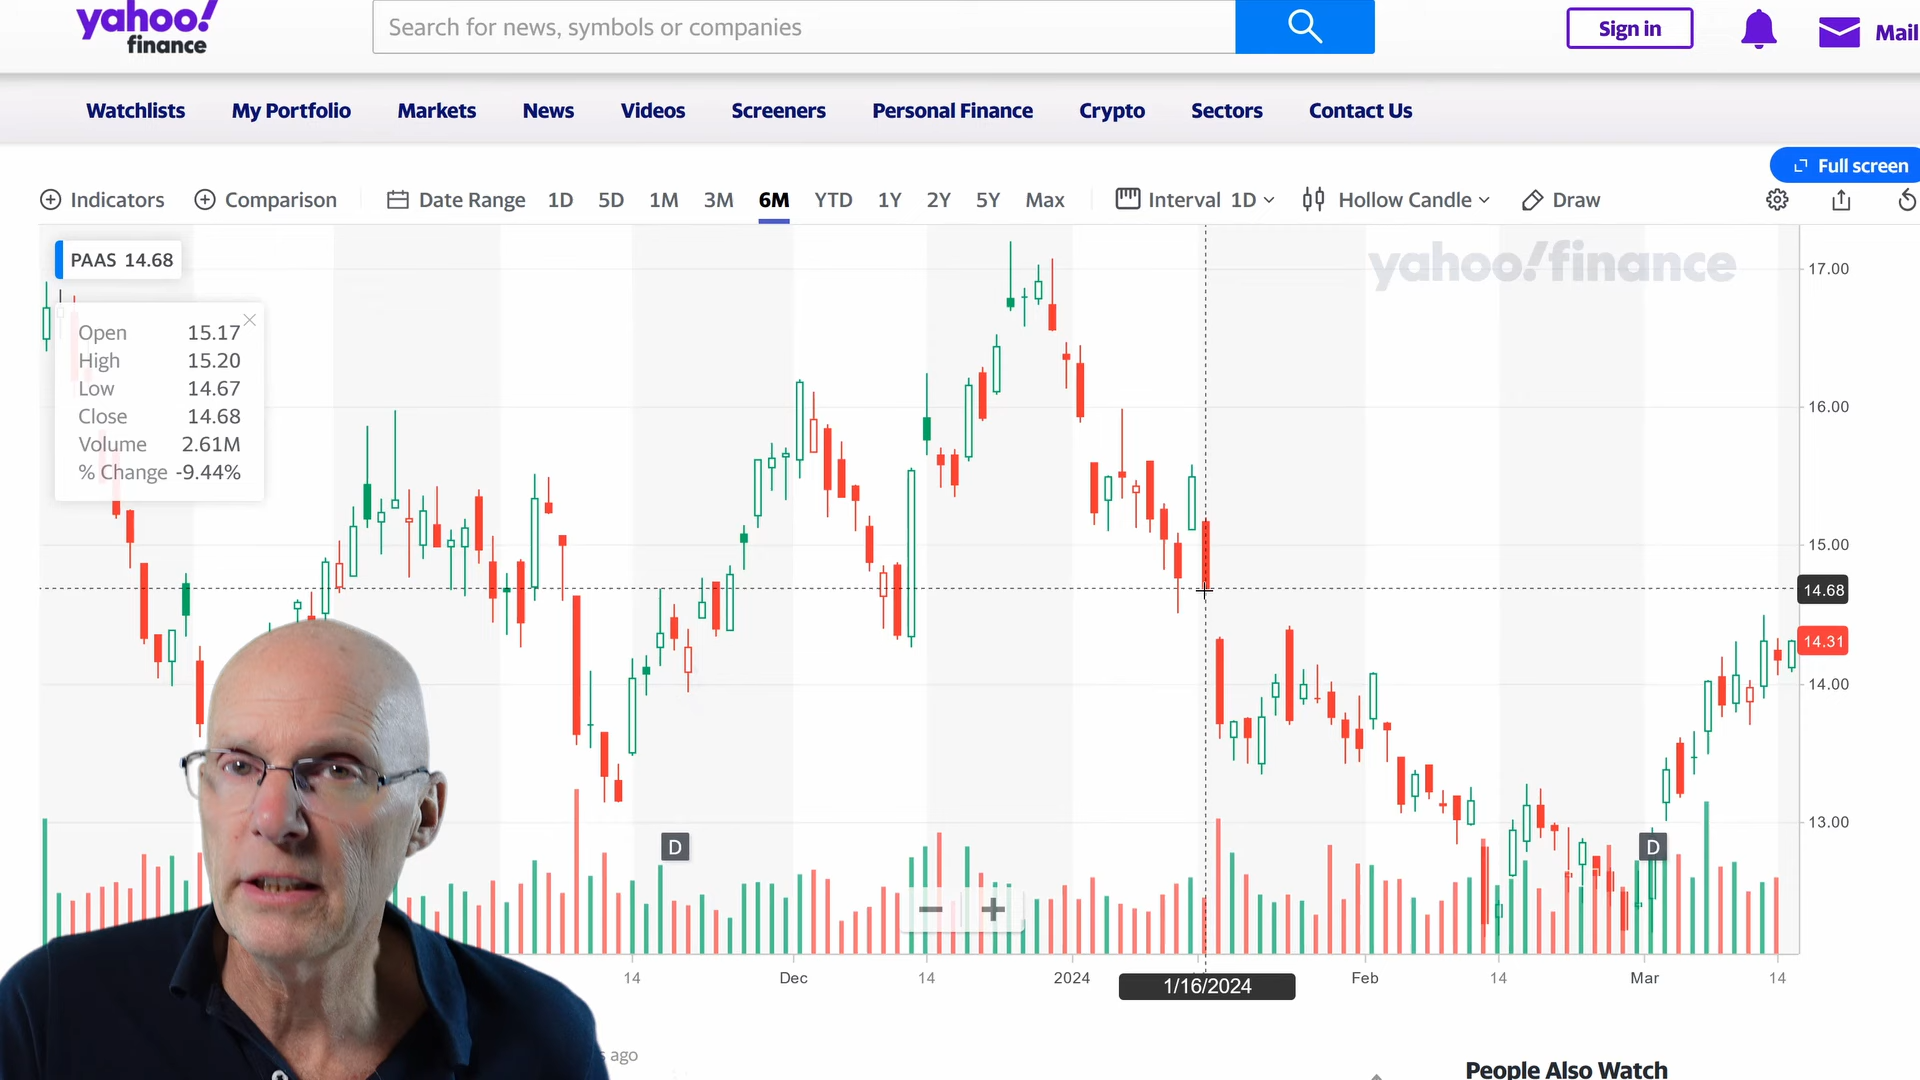 yahoo!
finance
Search for news, symbols or companies
Sign in
Mail
Watchlists
My Portfolio
Markets
News
Videos
Screeners
Personal Finance
Crypto
Sectors
Contact Us
Full screen
Indicators
Comparison
Date Range
1D
5D
1M
3M
6M
YTD
1Y
2Y
5Y
Max
Interval 1D
Hollow Candle
Draw
PAAS 14.68
yahoo!finance
Open 15.17
High 15.20
Low 14.67
Close 14.68
Volume 2.61M
% Change -9.44%
17.00
16.00
15.00
14.68
14.31
14.00
13.00
D
D
14
Dec
14
2024
1/16/2024
Feb
14
Mar
14
ago
People Also Watch